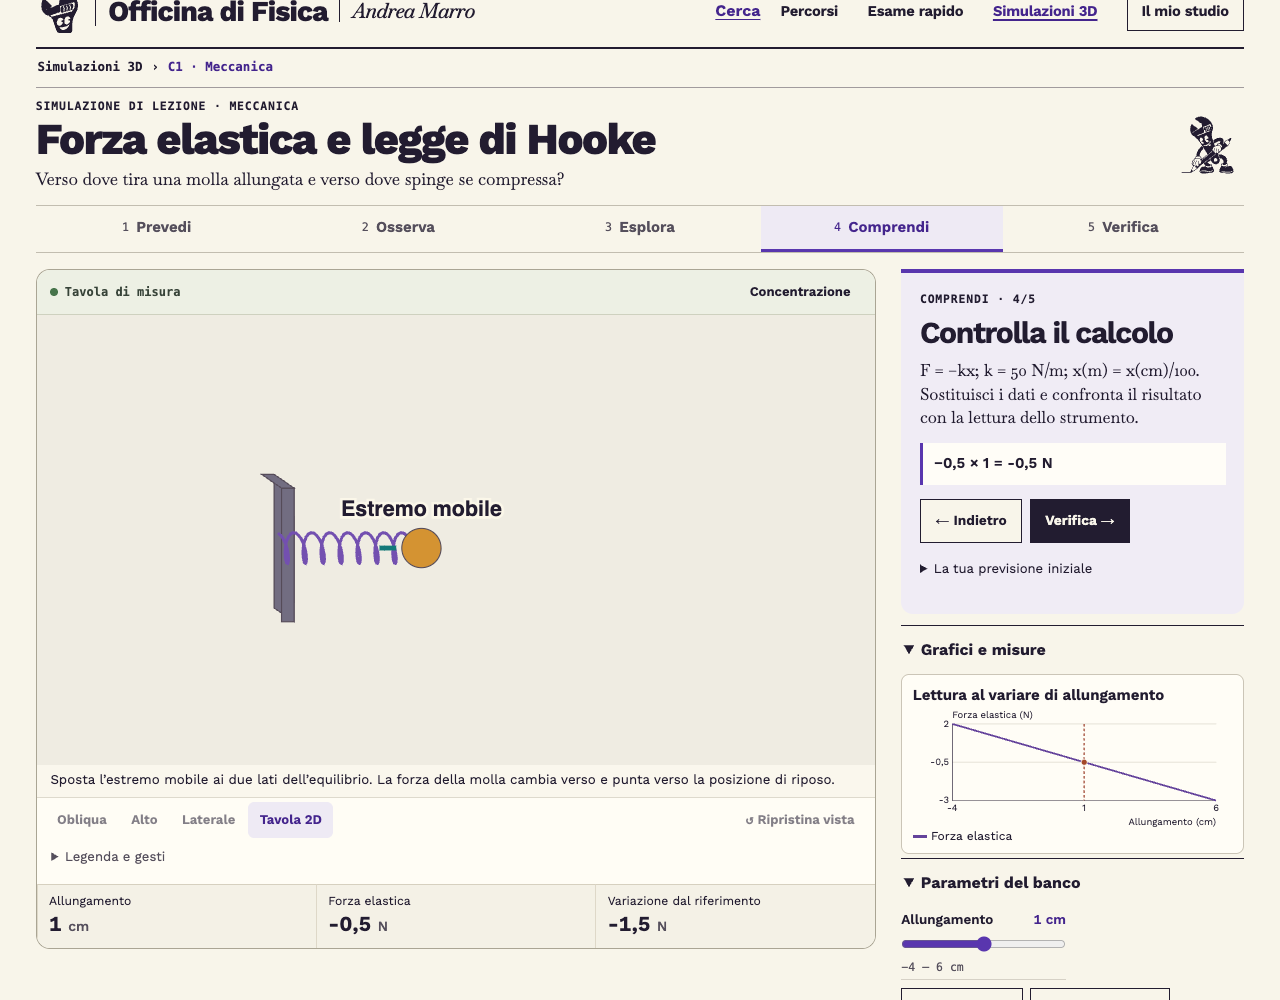 Officina di Fisica
Andrea Marro
Cerca
Percorsi
Esame rapido
Simulazioni 3D
Il mio studio
Simulazioni 3D › C1 · Meccanica
SIMULAZIONE DI LEZIONE · MECCANICA
Forza elastica e legge di Hooke
Verso dove tira una molla allungata e verso dove spinge se compressa?
1 Prevedi
2 Osserva
3 Esplora
4 Comprendi
5 Verifica
Tavola di misura
Concentrazione
Estremo mobile
Sposta l’estremo mobile ai due lati dell’equilibrio. La forza della molla cambia verso e punta verso la posizione di riposo.
Obliqua
Alto
Laterale
Tavola 2D
↺ Ripristina vista
▶ Legenda e gesti
Allungamento
1 cm
Forza elastica
-0,5 N
Variazione dal riferimento
-1,5 N
COMPRENDI · 4/5
Controlla il calcolo
F = −kx; k = 50 N/m; x(m) = x(cm)/100.
Sostituisci i dati e confronta il risultato
con la lettura dello strumento.
−0,5 × 1 = -0,5 N
← Indietro
Verifica →
▶ La tua previsione iniziale
▼ Grafici e misure
Lettura al variare di allungamento
Forza elastica (N)
2
-0,5
-3
-4
1
6
Allungamento (cm)
Forza elastica
▼ Parametri del banco
Allungamento
1 cm
−4 — 6 cm